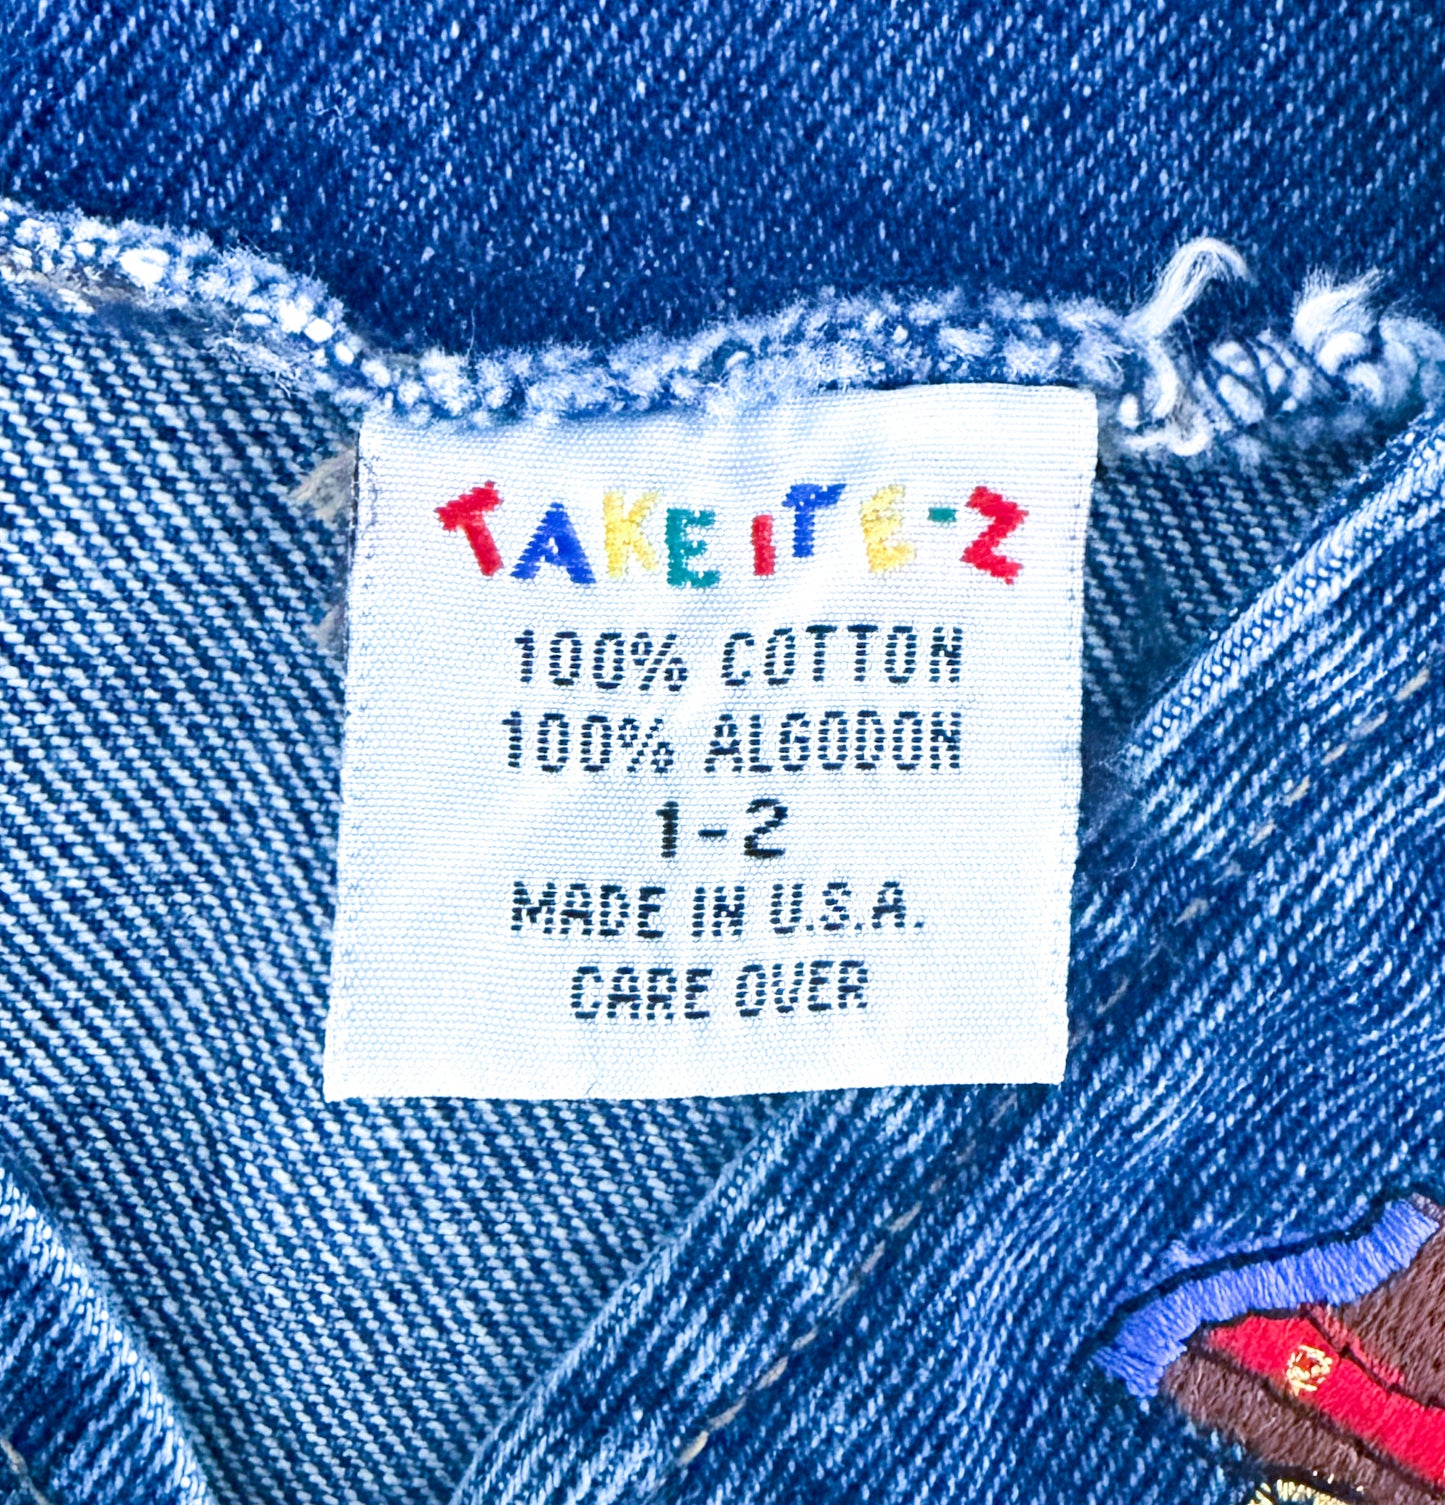 TAKE IT E-Z
100% COTTON
100% ALGODON
1-2
MADE IN U.S.A.
CARE OVER